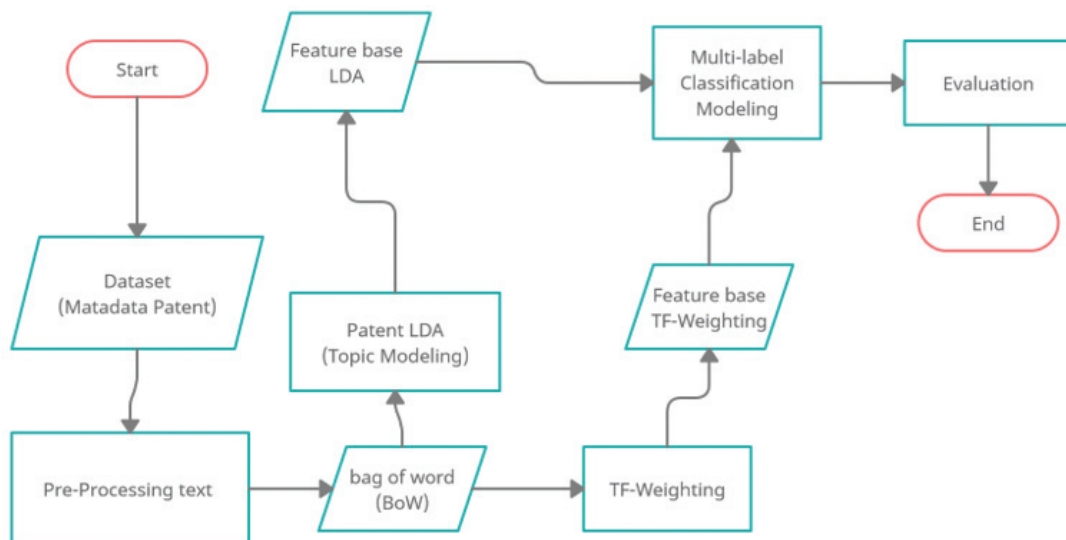 Start
Dataset
(Matadata Patent)
Pre-Processing text
bag of word
(BoW)
Patent LDA
(Topic Modeling)
Feature base
LDA
TF-Weighting
Feature base
TF-Weighting
Multi-label
Classification
Modeling
Evaluation
End